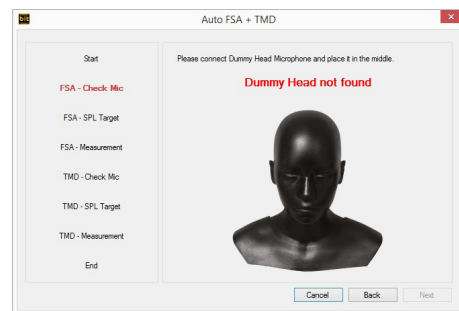 bit
Auto FSA + TMD
×
Start
FSA - Check Mic
FSA - SPL Target
FSA - Measurement
TMD - Check Mic
TMD - SPL Target
TMD - Measurement
End
Please connect Dummy Head Microphone and place it in the middle.
Dummy Head not found
Cancel
Back
Next